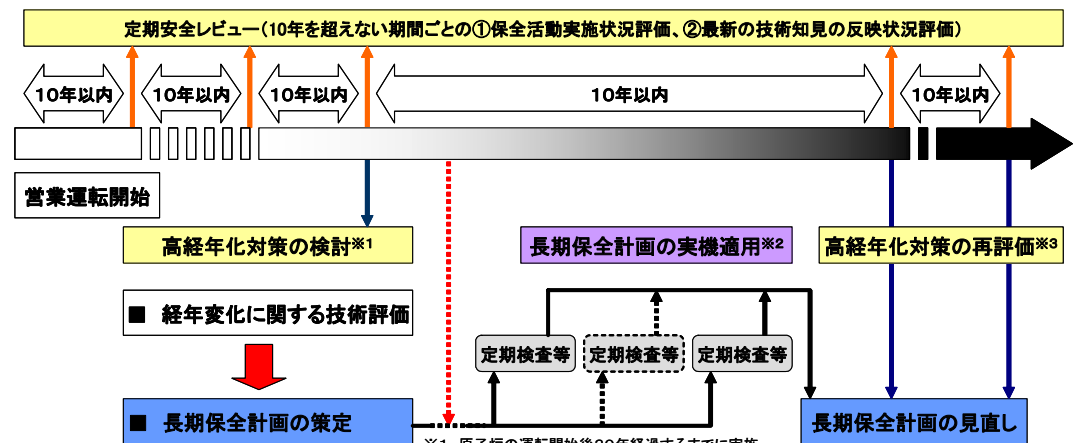 定期安全レビュー（10年を超えない期間ごとの①保全活動実施状況評価、②最新の技術知見の反映状況評価）
10年以内
10年以内
10年以内
10年以内
10年以内
営業運転開始
高経年化対策の検討※1
長期保全計画の実機適用※2
高経年化対策の再評価※3
■ 経年変化に関する技術評価
定期検査等
定期検査等
定期検査等
■ 長期保全計画の策定
長期保全計画の見直し